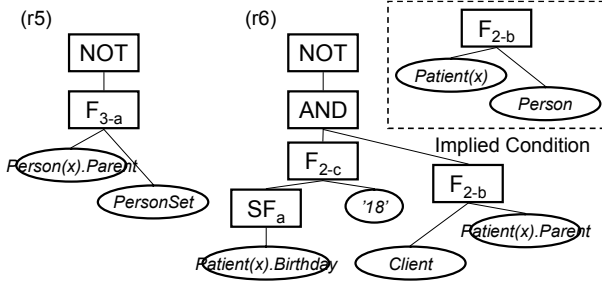 (r5)
NOT
F3-a
Person(x).Parent
PersonSet
(r6)
NOT
AND
F2-c
SFa
'18'
Patient(x).Birthday
F2-b
Client
Patient(x).Parent
F2-b
Patient(x)
Person
Implied Condition